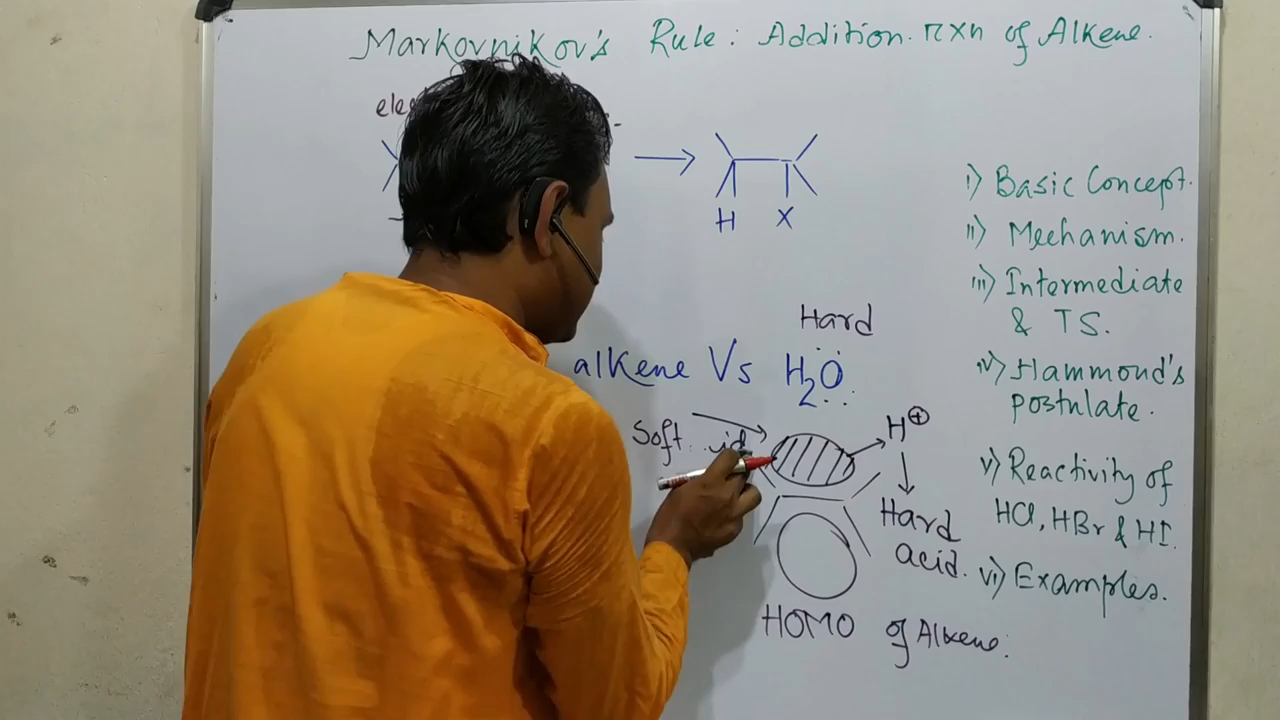 Markovnikov's Rule: Addition rxn of Alkene.
H X
i) Basic Concept.
ii) Mechanism.
iii) Intermediate
& TS.
iv) Hammond's
postulate.
v) Reactivity of
HCl, HBr & HI.
vi) Examples.
Hard
alkene Vs H2O
Soft
H⊕
Hard
acid.
HOMO of Alkene.